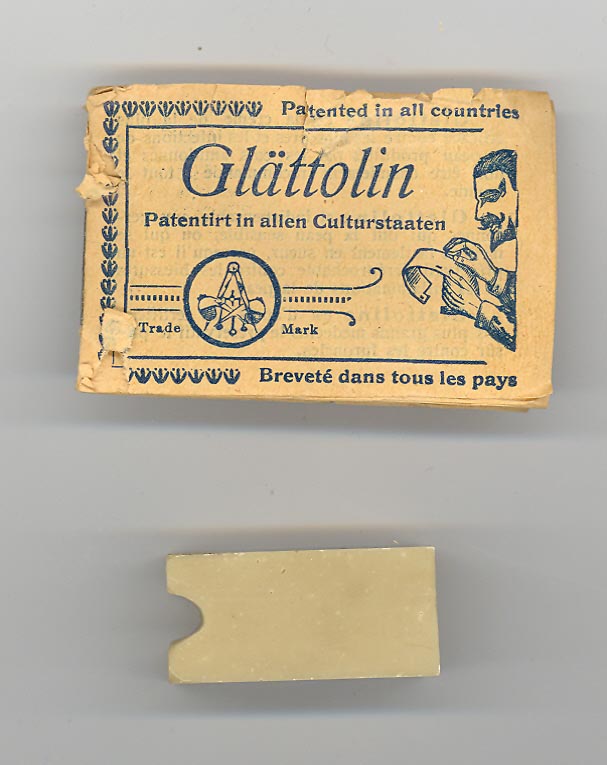 Patented in all countries
Glättolin
Patentirt in allen Culturstaaten
Trade Mark
Breveté dans tous les pays